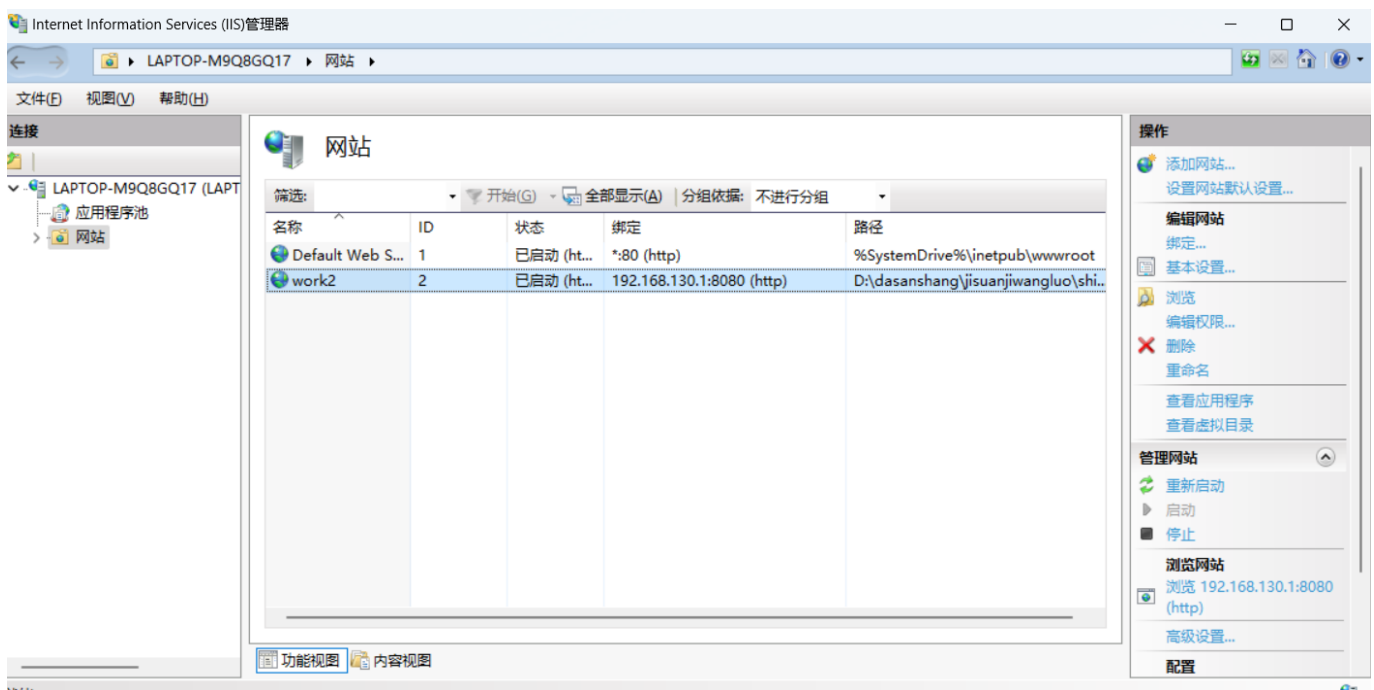 Internet Information Services (IIS)管理器
LAPTOP-M9Q8GQ17 网站
文件(F) 视图(V) 帮助(H)
连接
LAPTOP-M9Q8GQ17 (LAPT
应用程序池
网站
网站
筛选: 开始(G) 全部显示(A) 分组依据: 不进行分组
名称 ID 状态 绑定 路径
Default Web S... 1 已启动 (ht... *:80 (http) %SystemDrive%\inetpub\wwwroot
work2 2 已启动 (ht... 192.168.130.1:8080 (http) D:\dasanshang\jisuanjiwangluo\shi...
功能视图 内容视图
操作
添加网站...
设置网站默认设置...
编辑网站
绑定...
基本设置...
浏览
编辑权限...
删除
重命名
查看应用程序
查看虚拟目录
管理网站
重新启动
启动
停止
浏览网站
浏览 192.168.130.1:8080
(http)
高级设置...
配置